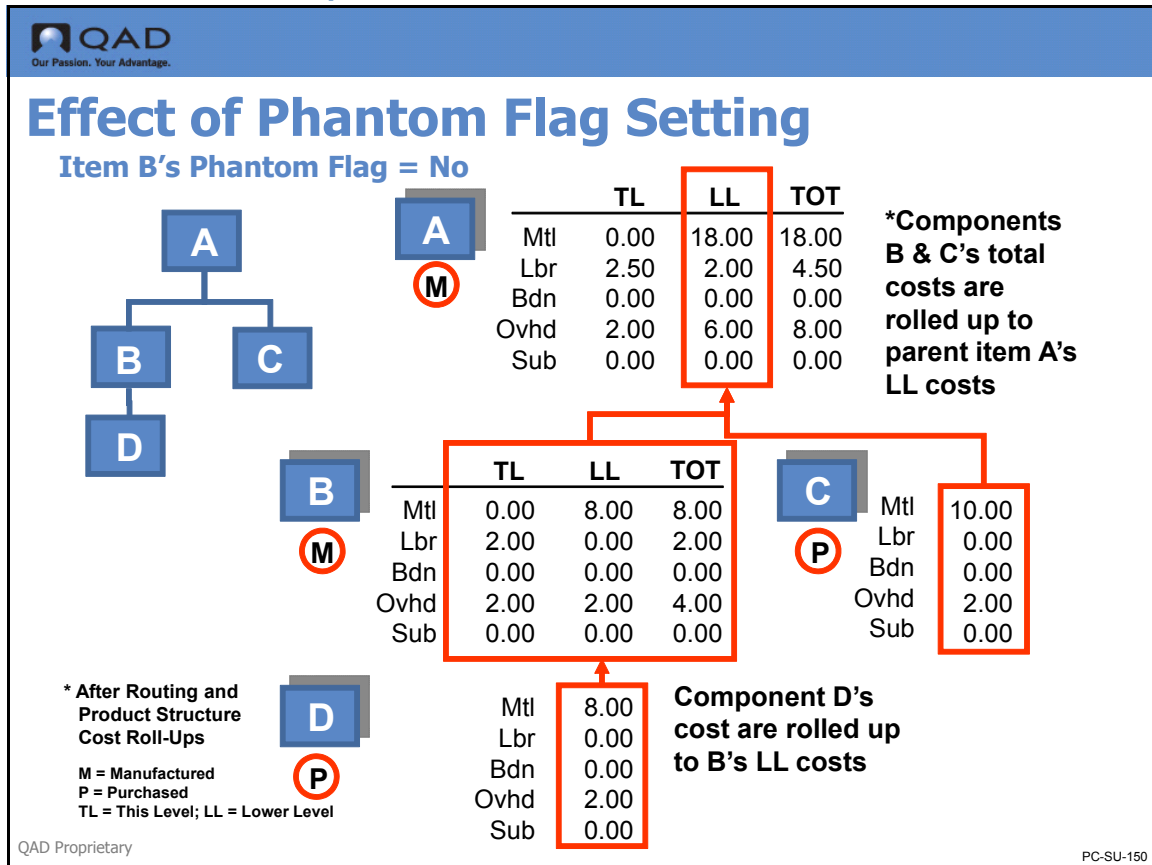 QAD
Our Passion. Your Advantage.
Effect of Phantom Flag Setting
Item B's Phantom Flag = No
A
B
C
D
A
M
TL LL TOT
Mtl 0.00 18.00 18.00
Lbr 2.50 2.00 4.50
Bdn 0.00 0.00 0.00
Ovhd 2.00 6.00 8.00
Sub 0.00 0.00 0.00
*Components
B & C's total
costs are
rolled up to
parent item A's
LL costs
B
M
TL LL TOT
Mtl 0.00 8.00 8.00
Lbr 2.00 0.00 2.00
Bdn 0.00 0.00 0.00
Ovhd 2.00 2.00 4.00
Sub 0.00 0.00 0.00
C
P
Mtl 10.00
Lbr 0.00
Bdn 0.00
Ovhd 2.00
Sub 0.00
* After Routing and
Product Structure
Cost Roll-Ups
M = Manufactured
P = Purchased
TL = This Level; LL = Lower Level
D
P
Mtl 8.00
Lbr 0.00
Bdn 0.00
Ovhd 2.00
Sub 0.00
Component D's
cost are rolled up
to B's LL costs
QAD Proprietary
PC-SU-150